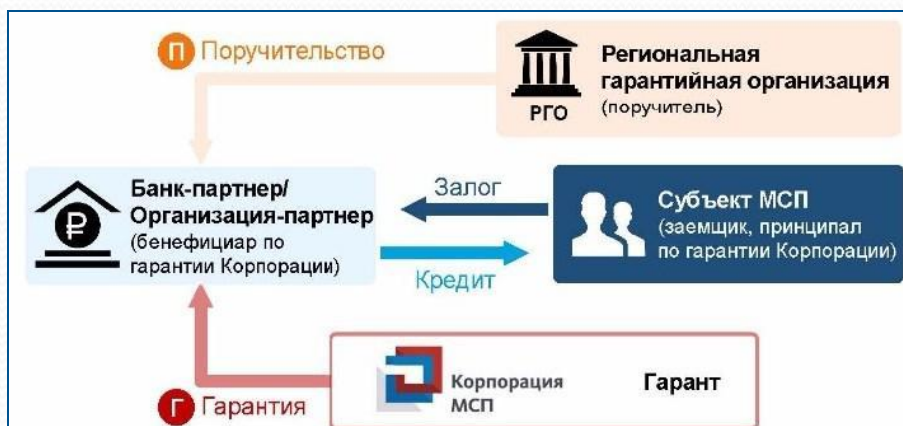 П Поручительство
Региональная
гарантийная организация
(поручитель)
РГО
Банк-партнер/
Организация-партнер
(бенефициар по
гарантии Корпорации)
₽
Залог
Кредит
Субъект МСП
(заемщик, принципал
по гарантии Корпорации)
Корпорация
МСП
Гарант
Г Гарантия